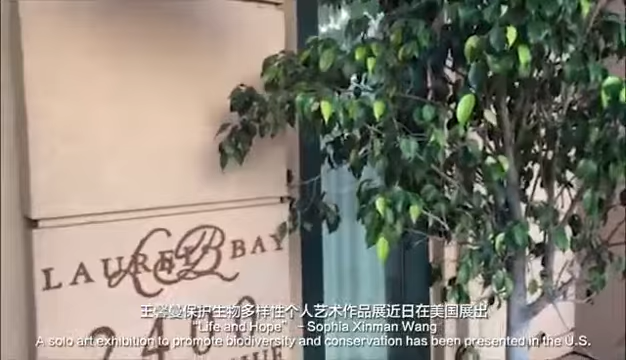 LAUREL BAY
LB
王馨曼保护生物多样性个人艺术作品展近日在美国展出
"Life and Hope" －Sophia Xinman Wang
A solo art exhibition to promote biodiversity and conservation has been presented in the U.S.